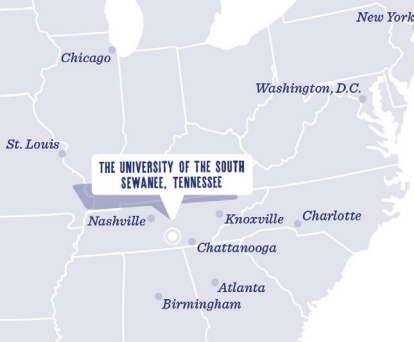 New York
Chicago
Washington, D.C.
St. Louis
THE UNIVERSITY OF THE SOUTH
SEWANEE, TENNESSEE
Nashville
Knoxville
Charlotte
Chattanooga
Atlanta
Birmingham